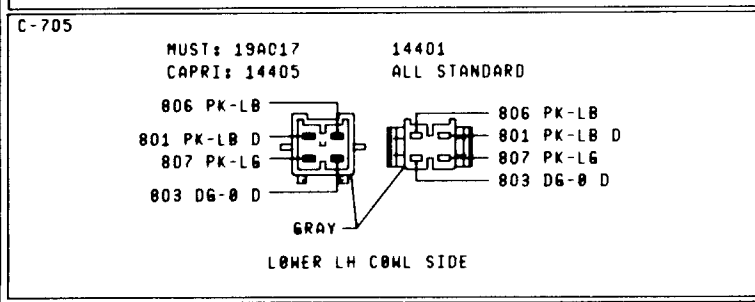 C-705
MUST: 19AC17 14401
CAPRI: 14405 ALL STANDARD
806 PK-LB
801 PK-LB D
807 PK-LG
803 DG-O D
806 PK-LB
801 PK-LB D
807 PK-LG
803 DG-O D
GRAY
LOWER LH COWL SIDE